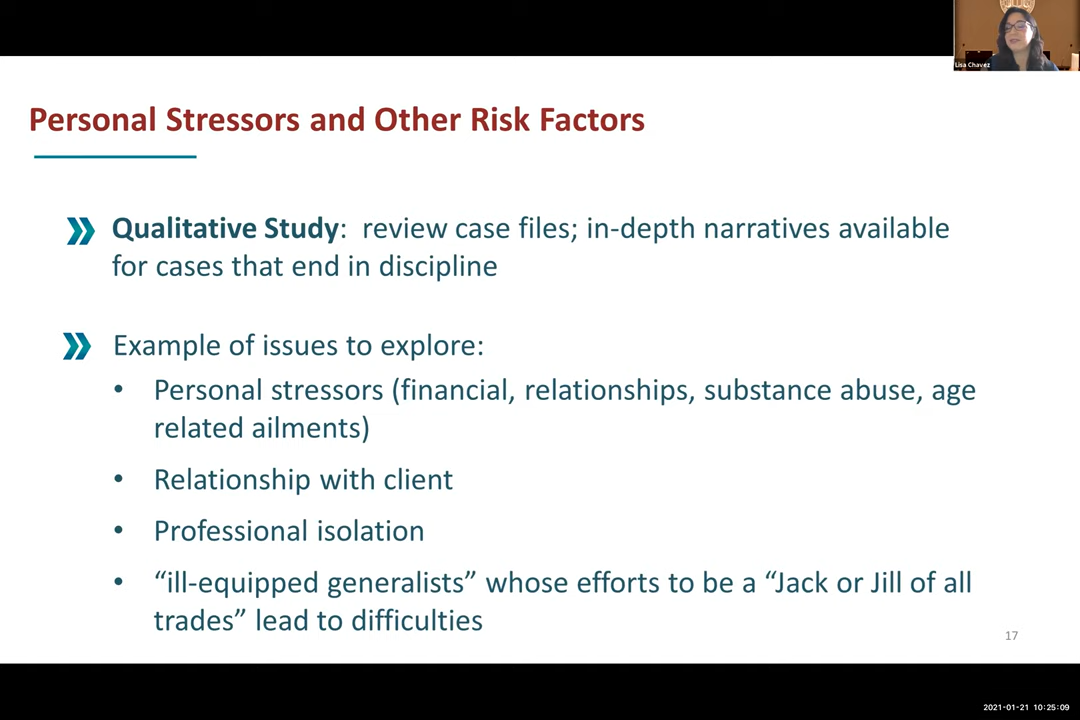 Lisa Chavez
Personal Stressors and Other Risk Factors
Qualitative Study:  review case files; in-depth narratives available
for cases that end in discipline
Example of issues to explore:
• Personal stressors (financial, relationships, substance abuse, age
related ailments)
• Relationship with client
• Professional isolation
• “ill-equipped generalists” whose efforts to be a “Jack or Jill of all
trades” lead to difficulties
17
2021-01-21 10:25:09